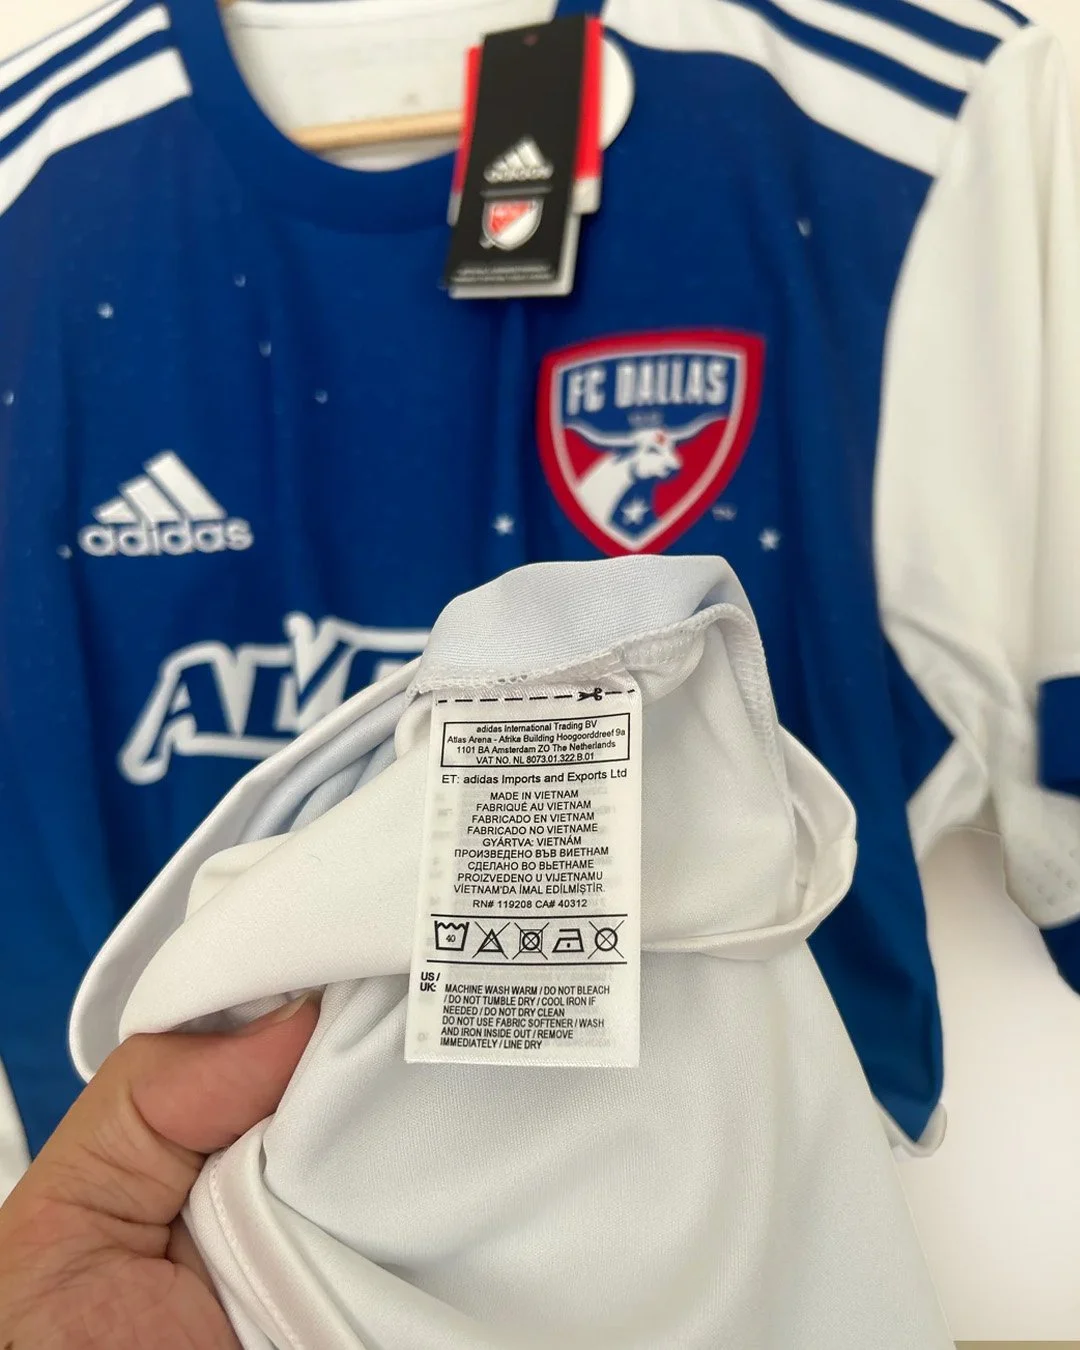 adidas
FC DALLAS
adidas
TM
adidas International Trading BV
Atlas Arena - Afrika Building Hoogoorddreef 9a
1101 BA Amsterdam ZO The Netherlands
VAT NO. NL 8073.01.322.B.01
ET: adidas Imports and Exports Ltd
MADE IN VIETNAM
FABRIQUÉ AU VIETNAM
FABRICADO EN VIETNAM
FABRICADO NO VIETNAME
GYÁRTVA: VIETNÁM
ПРОИЗВЕДЕНО ВЪВ ВИЕТНАМ
СДЕЛАНО ВО ВЬЕТНАМЕ
PROIZVEDENO U VIJETNAMU
VİETNAM'DA İMAL EDİLMİŞTİR.
RN# 119208 CA# 40312
40
US / UK: MACHINE WASH WARM / DO NOT BLEACH
/ DO NOT TUMBLE DRY / COOL IRON IF
NEEDED / DO NOT DRY CLEAN
DO NOT USE FABRIC SOFTENER / WASH
AND IRON INSIDE OUT / REMOVE
IMMEDIATELY / LINE DRY